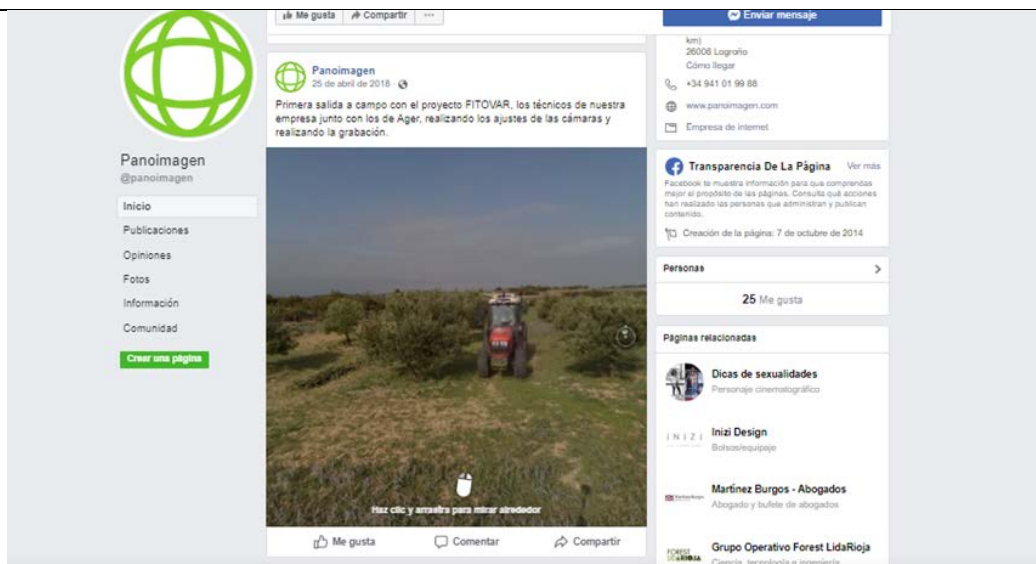 Me gusta
Compartir
...
Enviar mensaje
Panoimagen
@panoimagen
Inicio
Publicaciones
Opiniones
Fotos
Información
Comunidad
Crear una página
Panoimagen
25 de abril de 2018 ·
Primera salida a campo con el proyecto FITOVAR, los técnicos de nuestra
empresa junto con los de Ager, realizando los ajustes de las cámaras y
realizando la grabación.
Haz clic y arrastra para mirar alrededor
Me gusta
Comentar
Compartir
km)
26006 Logroño
Cómo llegar
+34 941 01 99 88
www.panoimagen.com
Empresa de internet
Transparencia De La Página
Ver más
Facebook te muestra información para que comprendas
mejor el propósito de las páginas. Consulta qué acciones
han realizado las personas que administran y publican
contenido.
Creación de la página: 7 de octubre de 2014
Personas
25 Me gusta
Páginas relacionadas
Dicas de sexualidades
Personaje cinematográfico
INIZI
Inizi Design
Bolsos/equipaje
Martínez Burgos - Abogados
Abogado y bufete de abogados
FOREST
LIDARIOJA
Grupo Operativo Forest LidaRioja
Ciencia, tecnología e ingeniería